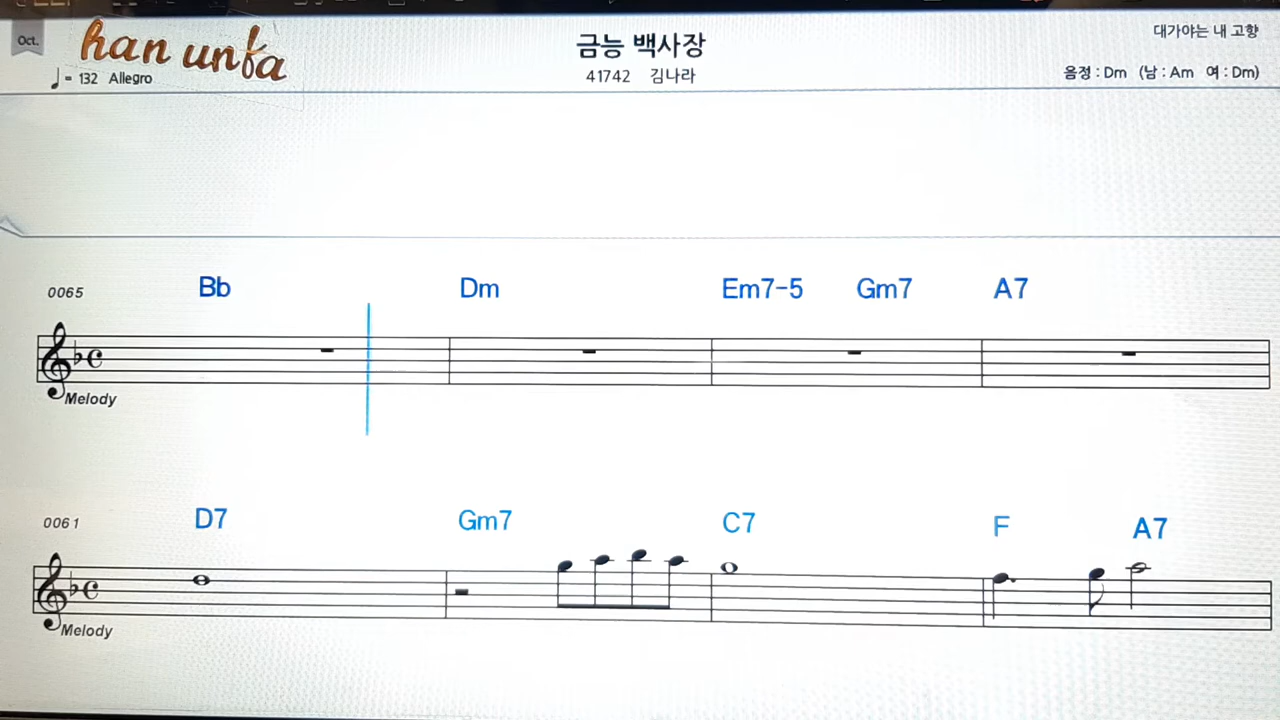 Oct.
han unfa
♩= 132 Allegro
금능 백사장
41742 김나라
대가야는 내 고향
음정 : Dm (남 : Am 여 : Dm)
0065
Bb Dm Em7-5 Gm7 A7
Melody
0061
D7 Gm7 C7 F A7
Melody